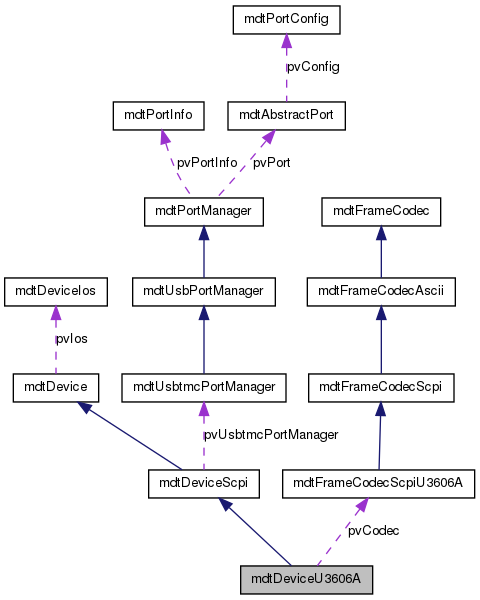 mdtPortConfig
pvConfig
mdtPortInfo
mdtAbstractPort
pvPortInfo
pvPort
mdtPortManager
mdtFrameCodec
mdtDeviceIos
mdtUsbPortManager
mdtFrameCodecAscii
pvIos
mdtDevice
mdtUsbtmcPortManager
mdtFrameCodecScpi
pvUsbtmcPortManager
mdtDeviceScpi
mdtFrameCodecScpiU3606A
pvCodec
mdtDeviceU3606A